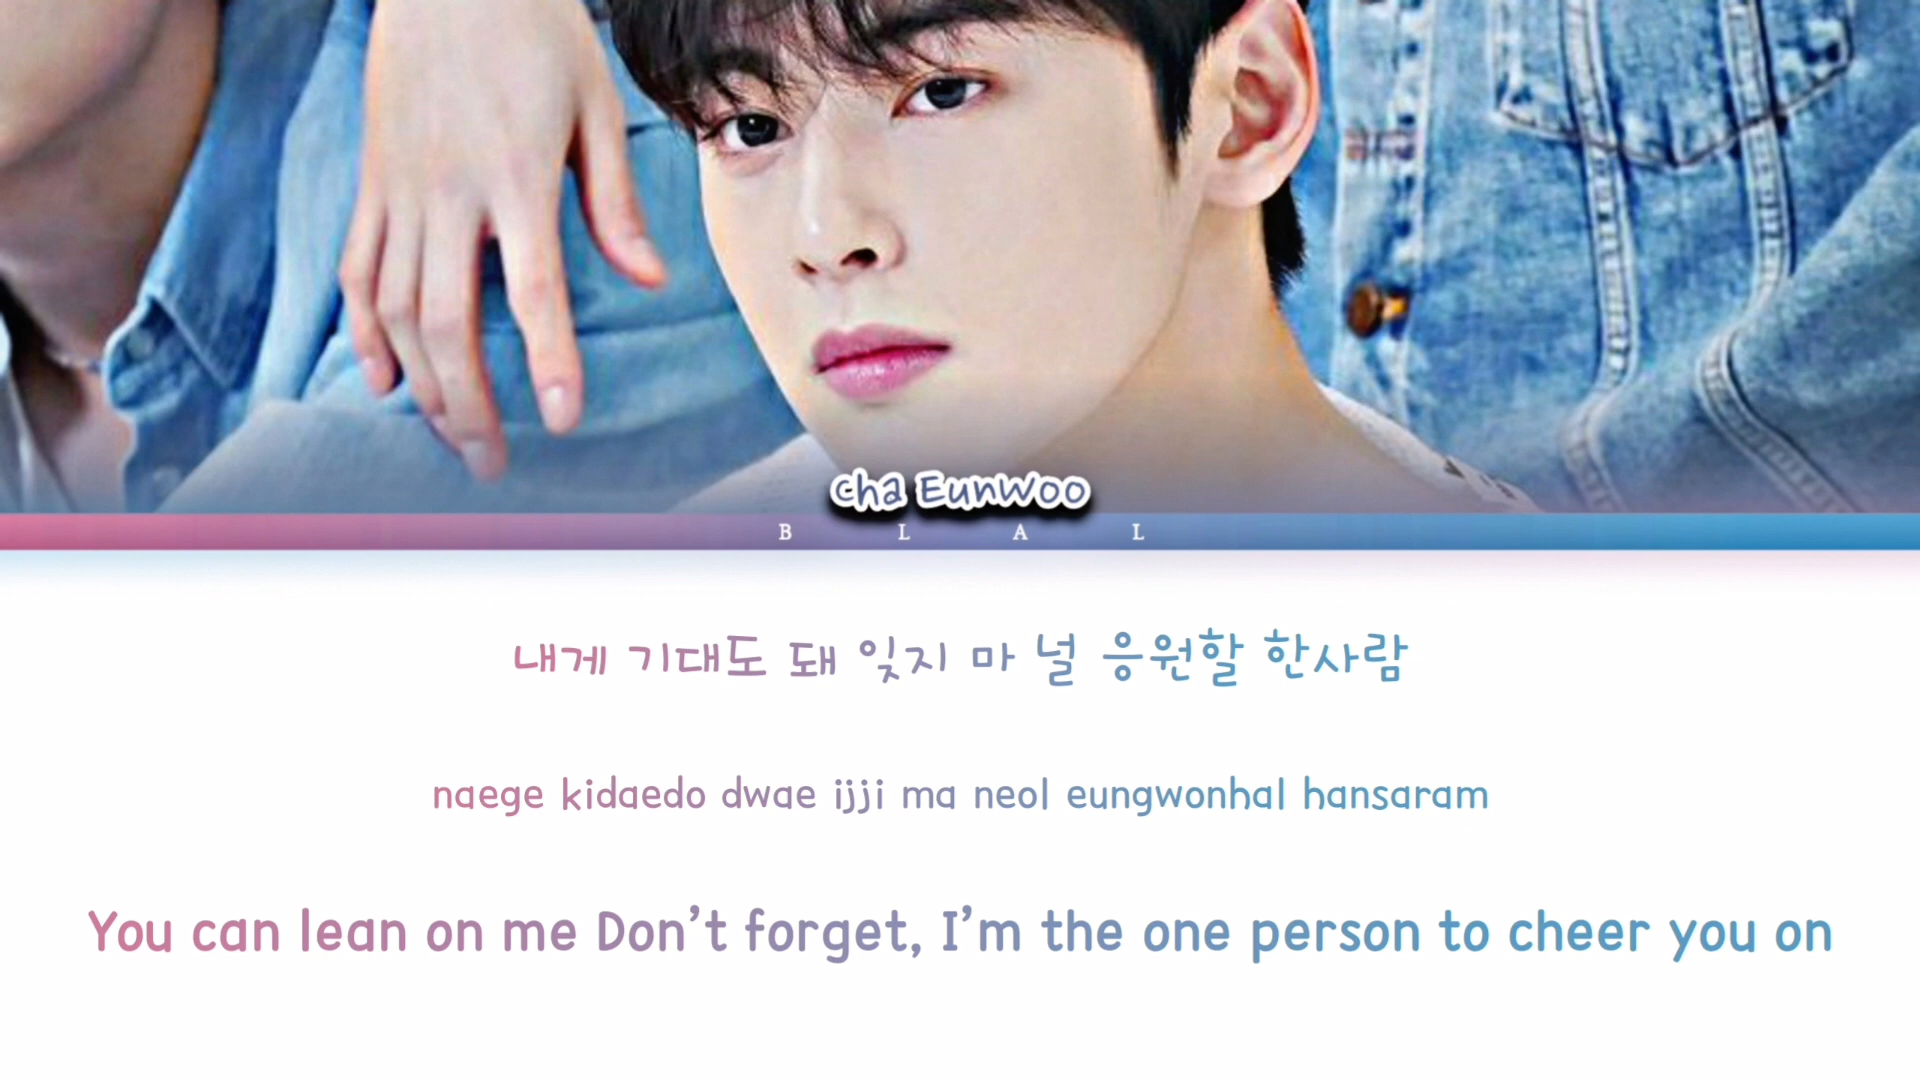 Cha Eunwoo
B L A L
내게 기대도 돼 잊지 마 널 응원할 한사람
naege kidaedo dwae ijji ma neol eungwonhal hansaram
You can lean on me Don't forget, I'm the one person to cheer you on